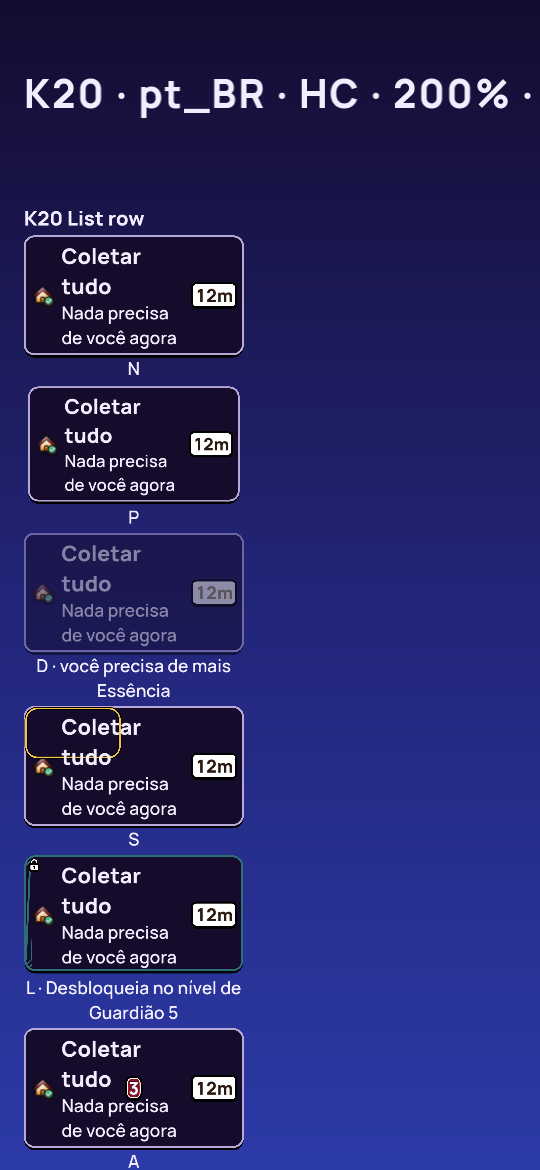 K20 · pt_BR · HC · 200% ·
K20 List row
Coletar
tudo
Nada precisa
de você agora
12m
N
Coletar
tudo
Nada precisa
de você agora
12m
P
Coletar
tudo
Nada precisa
de você agora
12m
D · você precisa de mais
Essência
Coletar
tudo
Nada precisa
de você agora
12m
S
Coletar
tudo
Nada precisa
de você agora
12m
L · Desbloqueia no nível de
Guardião 5
Coletar
tudo
3
Nada precisa
de você agora
12m
A